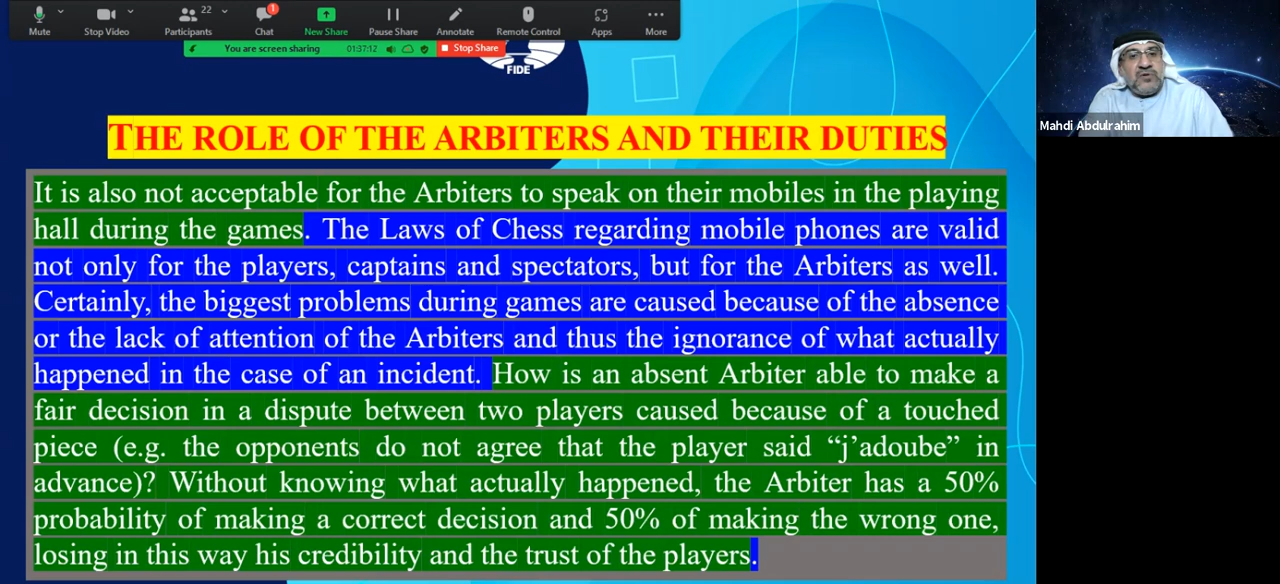 22
1
Mute
Stop Video
Participants
Chat
New Share
Pause Share
Annotate
Remote Control
Apps
More
You are screen sharing
01:37:12
Stop Share
FIDE
Mahdi Abdulrahim
THE ROLE OF THE ARBITERS AND THEIR DUTIES
It is also not acceptable for the Arbiters to speak on their mobiles in the playing
hall during the games. The Laws of Chess regarding mobile phones are valid
not only for the players, captains and spectators, but for the Arbiters as well.
Certainly, the biggest problems during games are caused because of the absence
or the lack of attention of the Arbiters and thus the ignorance of what actually
happened in the case of an incident. How is an absent Arbiter able to make a
fair decision in a dispute between two players caused because of a touched
piece (e.g. the opponents do not agree that the player said “j’adoube” in
advance)? Without knowing what actually happened, the Arbiter has a 50%
probability of making a correct decision and 50% of making the wrong one,
losing in this way his credibility and the trust of the players.